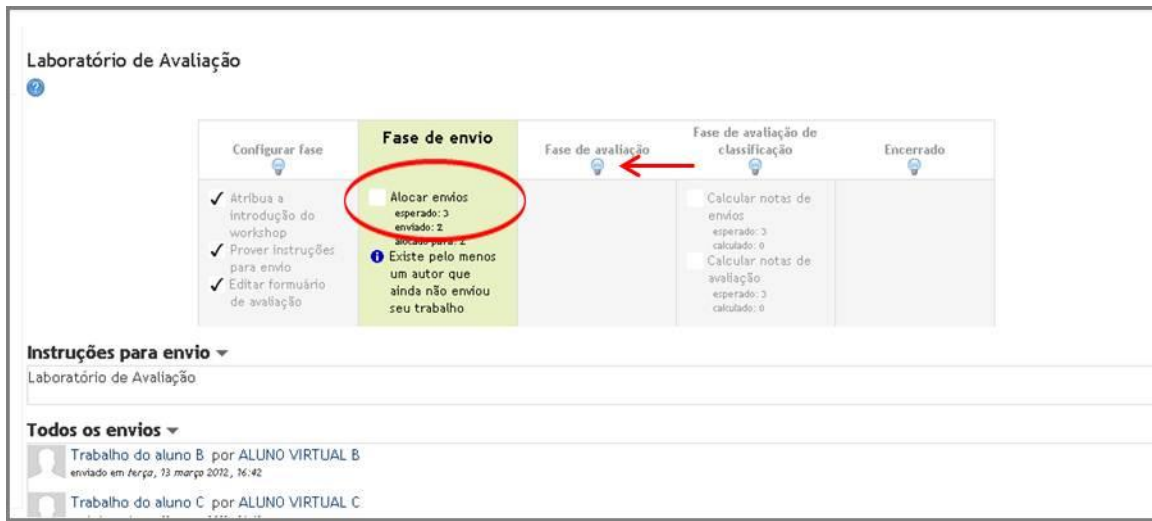 Laboratório de Avaliação
Configurar fase
Fase de envio
Fase de avaliação
Fase de avaliação de
classificação
Encerrado
Atribua a
introdução do
workshop
Prover instruções
para envio
Editar formuário
de avaliação
Alocar envios
esperado: 3
enviado: 2
alocado para: 2
Existe pelo menos
um autor que
ainda não enviou
seu trabalho
Calcular notas de
envios
esperado: 3
calculado: 0
Calcular notas de
avaliação
esperado: 3
calculado: 0
Instruções para envio
Laboratório de Avaliação
Todos os envios
Trabalho do aluno B por ALUNO VIRTUAL B
enviado em terça, 13 março 2012, 16:42
Trabalho do aluno C por ALUNO VIRTUAL C